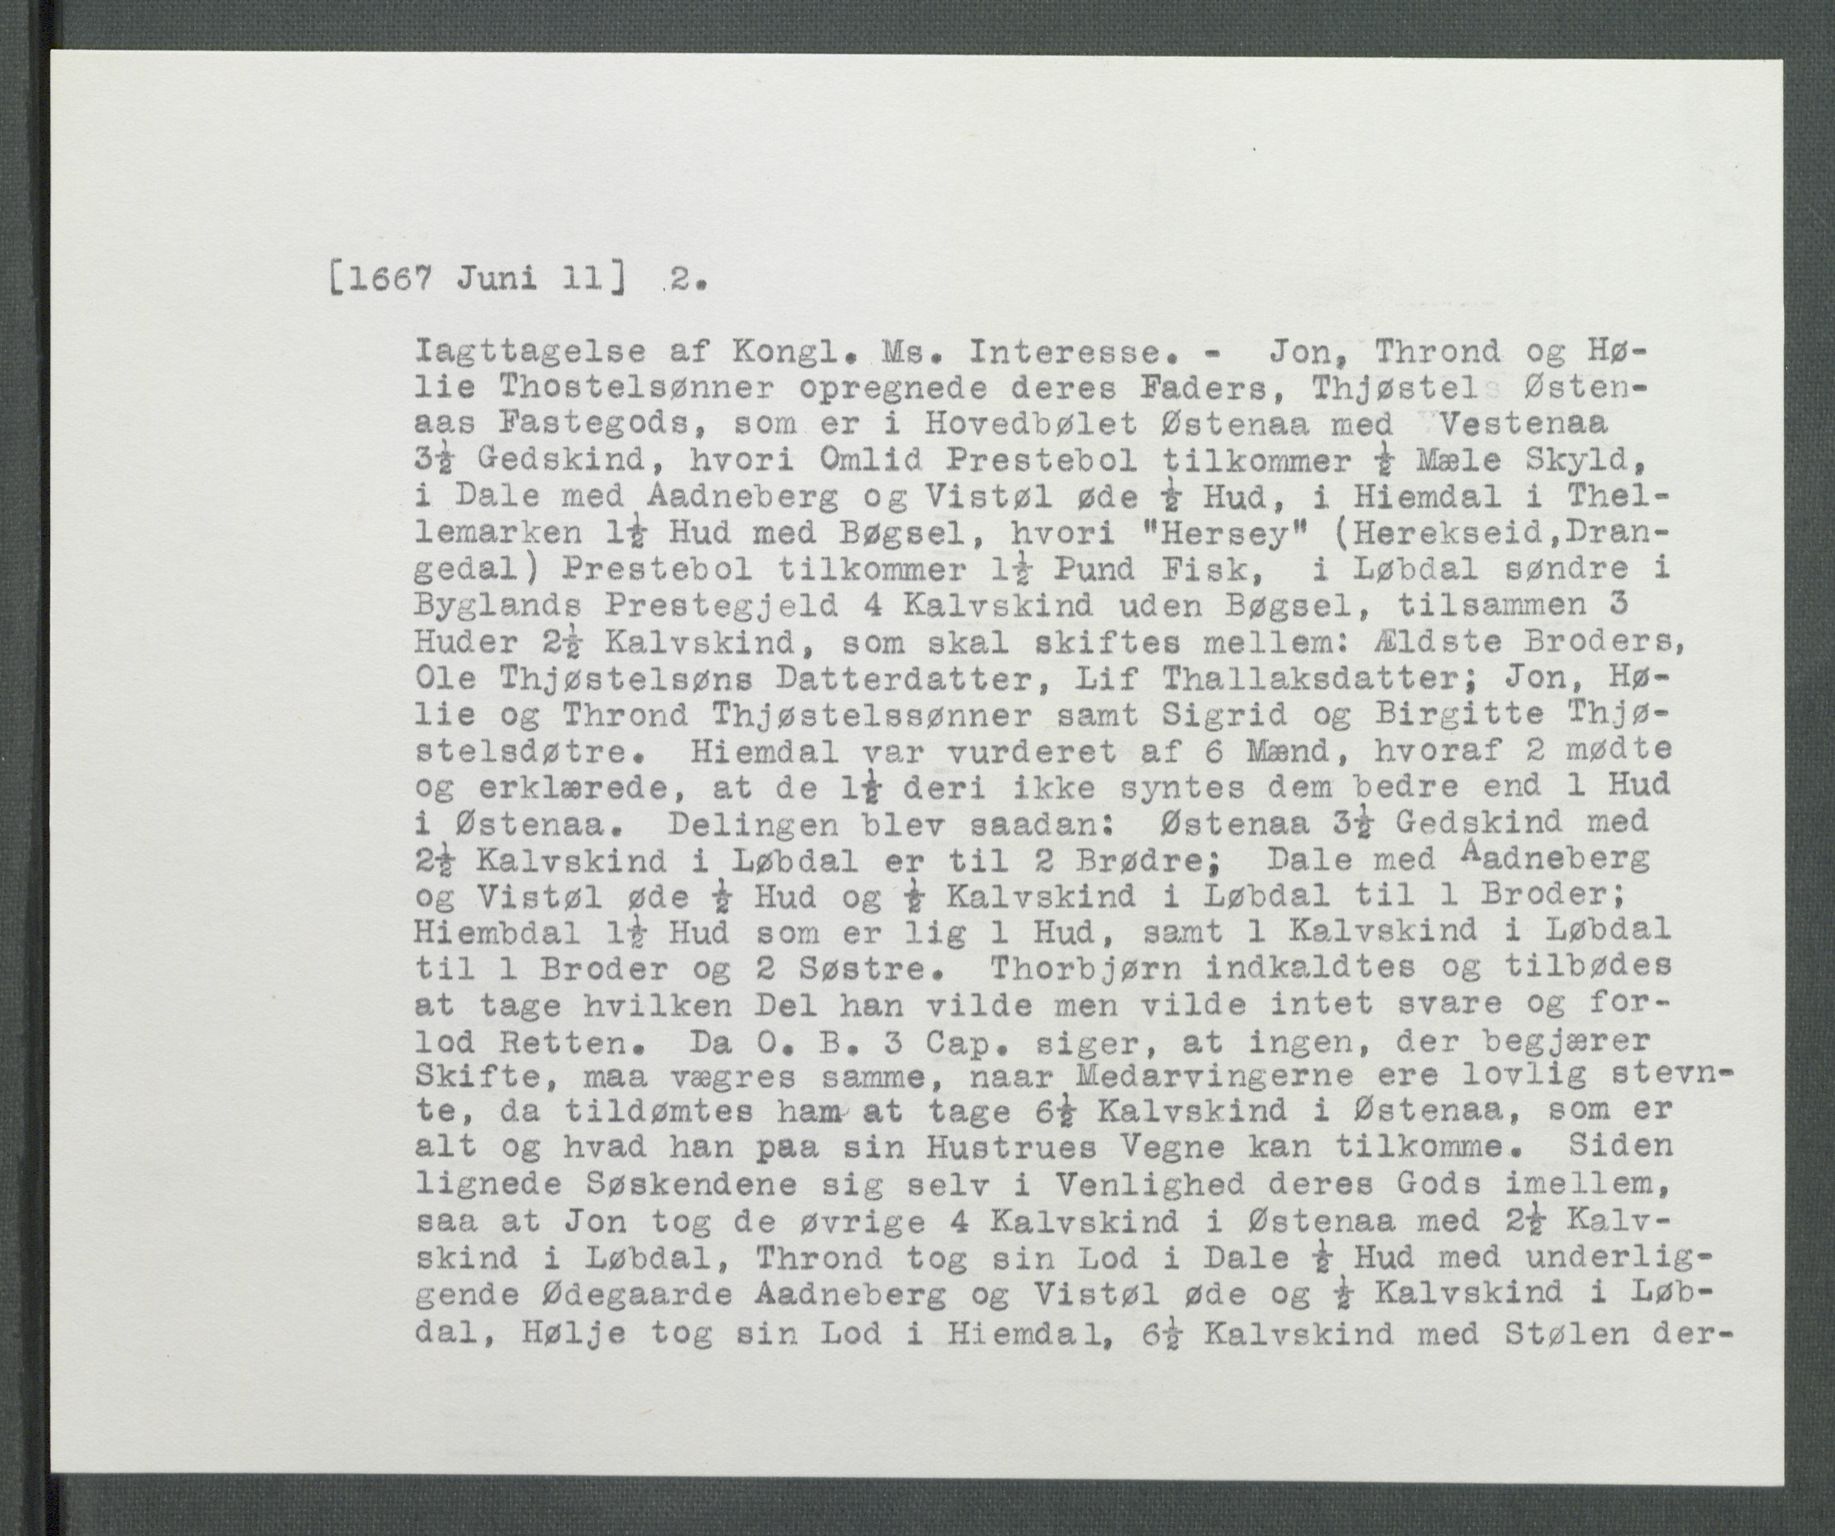 [1667 Juni 11]  2.
Iagttagelse af Kongl. Ms. Interesse. -  Jon, Thrond og Hø-
lie Thostelsønner opregnede deres Faders, Thjøstel  Østen-
aas Fastegods, som er i Hovedbølet Østenaa med  Vestenaa
3½ Gedskind, hvori Omlid Prestebol tilkommer ½ Mæle Skyld,
i Dale med Aadneberg og Vistøl øde ½ Hud, i Hiemdal i Thel-
lemarken 1½ Hud med Bøgsel, hvori "Hersey" (Herekseid,Dran-
gedal) Prestebol tilkommer 1½ Pund Fisk,  i Løbdal søndre i
Byglands Prestegjeld 4 Kalvskind uden Bøgsel, tilsammen 3
Huder 2½ Kalvskind, som skal skiftes mellem: Ældste Broders,
Ole Thjøstelsøns Datterdatter, Lif Thallaksdatter; Jon, Hø-
lie og Thrond Thjøstelssønner samt Sigrid og Birgitte Thjø-
stelsdøtre.  Hiemdal var vurderet af 6 Mænd, hvoraf 2 mødte
og erklærede, at de 1½ deri ikke syntes dem bedre end 1 Hud
i Østenaa.  Delingen blev saadan:  Østenaa 3½ Gedskind med
2½ Kalvskind i Løbdal er til 2 Brødre;  Dale med Aadneberg
og Vistøl øde ½ Hud og ½ Kalvskind i Løbdal til 1 Broder;
Hiembdal 1½ Hud som er lig 1 Hud, samt 1 Kalvskind i Løbdal
til 1 Broder og 2 Søstre.  Thorbjørn indkaldtes og tilbødes
at tage hvilken Del han vilde men vilde intet svare og for-
lod Retten.  Da O. B. 3 Cap. siger, at ingen, der begjærer
Skifte, maa vægres samme, naar Medarvingerne ere lovlig stevn-
te, da tildømtes ham at tage 6½ Kalvskind i Østenaa, som er
alt og hvad han paa sin Hustrues Vegne kan tilkomme.  Siden
lignede Søskendene sig selv i Venlighed deres Gods imellem,
saa at Jon tog de øvrige 4 Kalvskind i Østenaa med 2½ Kalv-
skind i Løbdal, Thrond tog sin Lod i Dale ½ Hud med underlig-
gende Ødegaarde Aadneberg og Vistøl øde og ½ Kalvskind i Løb-
dal, Hølje tog sin Lod i Hiemdal, 6½ Kalvskind med Stølen der-